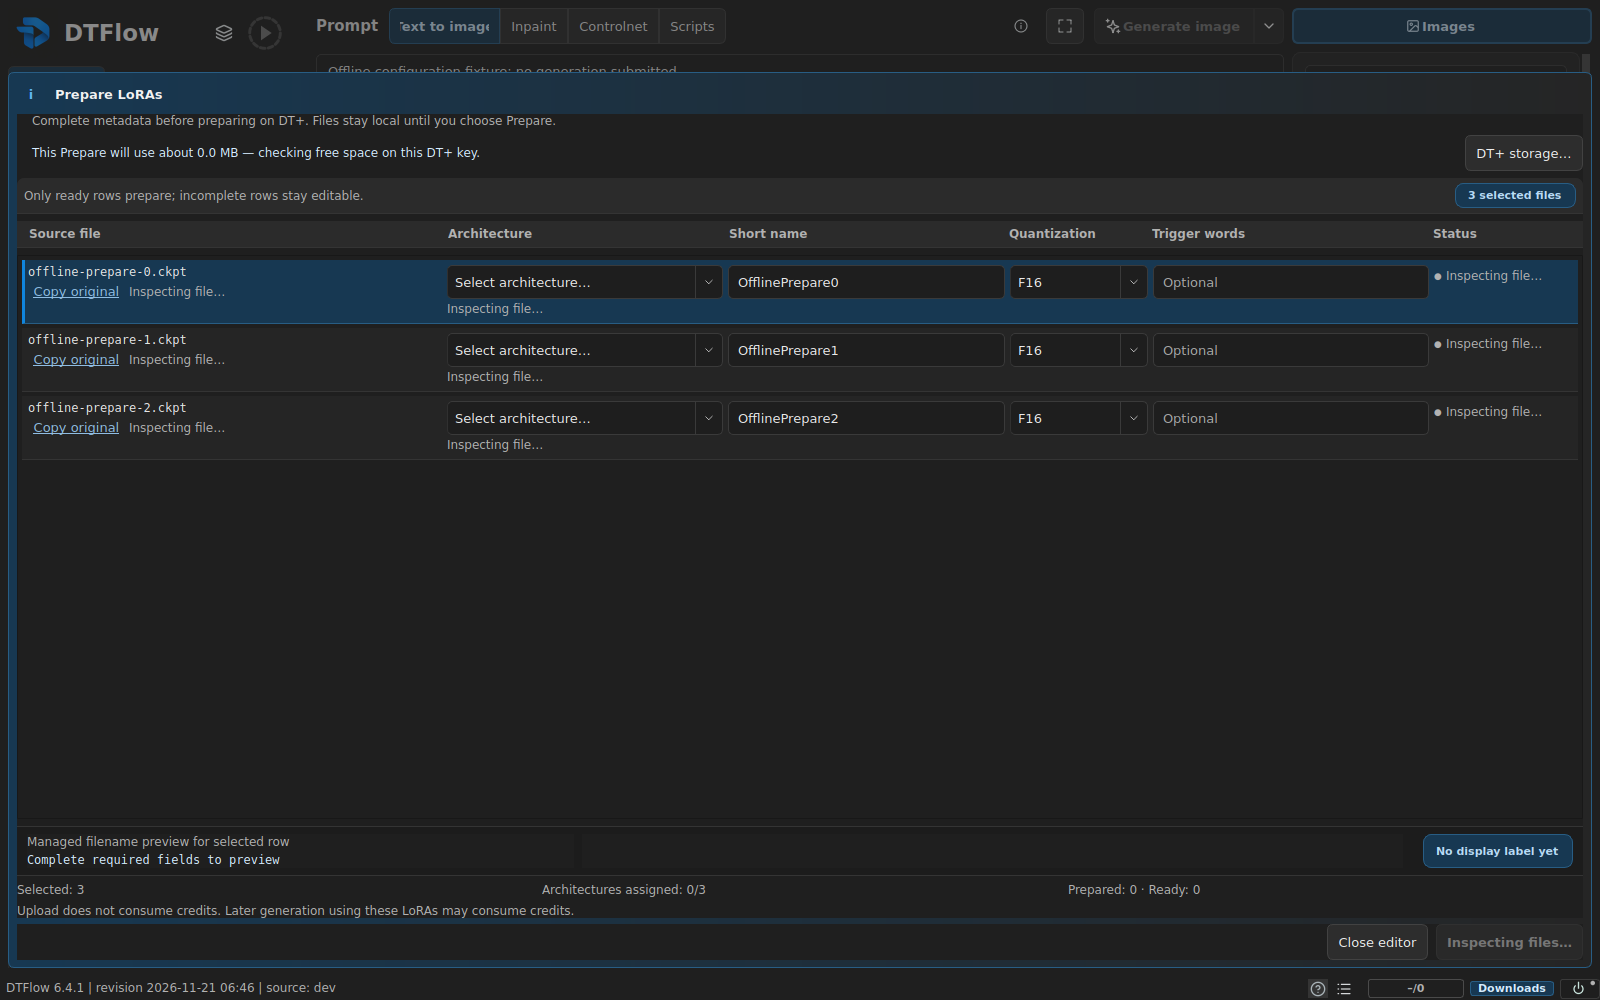 DTFlow
Prompt
Text to image
Inpaint
Controlnet
Scripts
Generate image
Images
Offline configuration fixture: no generation submitted
Prepare LoRAs
Complete metadata before preparing on DT+. Files stay local until you choose Prepare.
This Prepare will use about 0.0 MB — checking free space on this DT+ key.
DT+ storage...
Only ready rows prepare; incomplete rows stay editable.
3 selected files
Source file
Architecture
Short name
Quantization
Trigger words
Status
offline-prepare-0.ckpt
Copy original
Inspecting file...
Select architecture...
Inspecting file...
OfflinePrepare0
F16
Optional
● Inspecting file...
offline-prepare-1.ckpt
Copy original
Inspecting file...
Select architecture...
Inspecting file...
OfflinePrepare1
F16
Optional
● Inspecting file...
offline-prepare-2.ckpt
Copy original
Inspecting file...
Select architecture...
Inspecting file...
OfflinePrepare2
F16
Optional
● Inspecting file...
Managed filename preview for selected row
Complete required fields to preview
No display label yet
Selected: 3
Architectures assigned: 0/3
Prepared: 0 · Ready: 0
Upload does not consume credits. Later generation using these LoRAs may consume credits.
Close editor
Inspecting files...
DTFlow 6.4.1 | revision 2026-11-21 06:46 | source: dev
-/0
Downloads